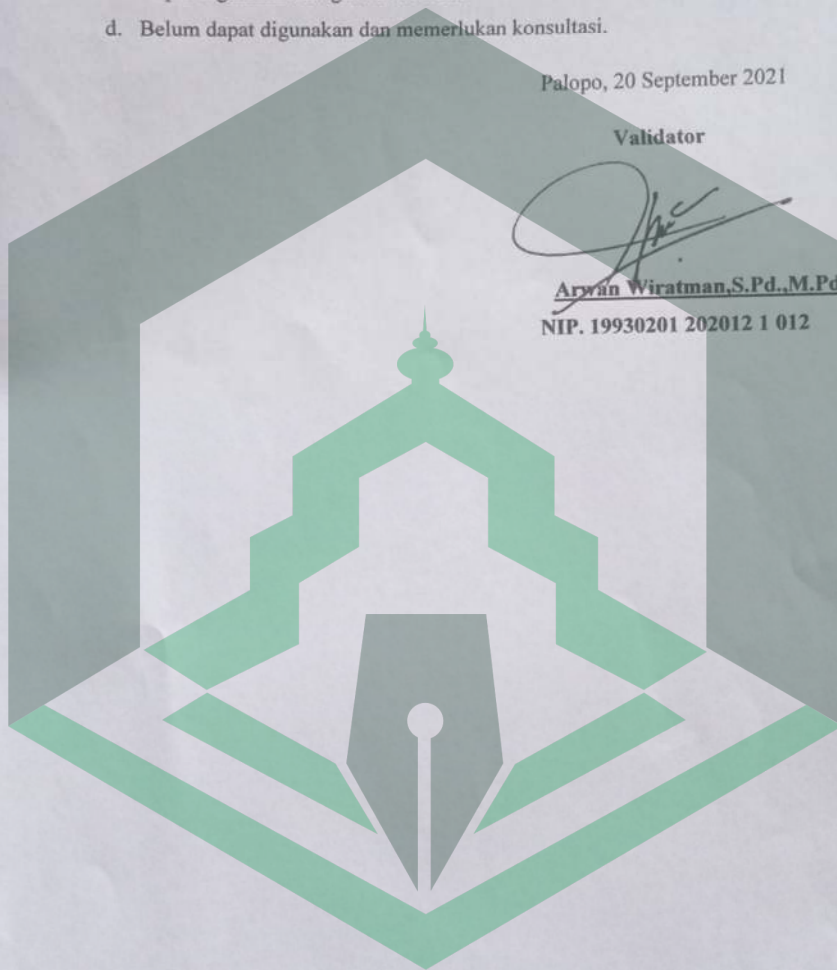 d. Belum dapat digunakan dan memerlukan konsultasi.
Palopo, 20 September 2021
Validator
Arwan Wiratman,S.Pd.,M.Pd
NIP. 19930201 202012 1 012